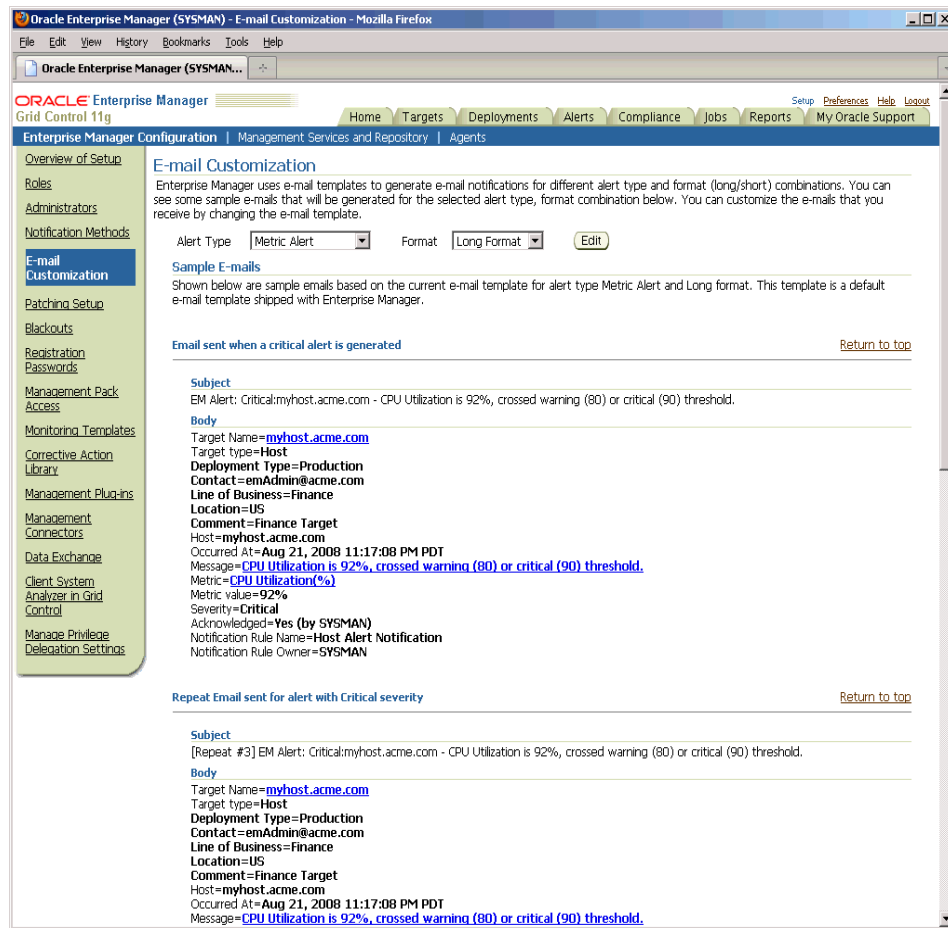 Oracle Enterprise Manager (SYSMAN) - E-mail Customization - Mozilla Firefox
File Edit View History Bookmarks Tools Help
Oracle Enterprise Manager (SYSMAN...
ORACLE Enterprise Manager
Grid Control 11g
Setup Preferences Help Logout
Home Targets Deployments Alerts Compliance Jobs Reports My Oracle Support
Enterprise Manager Configuration | Management Services and Repository | Agents
Overview of Setup
Roles
Administrators
Notification Methods
E-mail
Customization
Patching Setup
Blackouts
Registration
Passwords
Management Pack
Access
Monitoring Templates
Corrective Action
Library
Management Plug-ins
Management
Connectors
Data Exchange
Client System
Analyzer in Grid
Control
Manage Privilege
Delegation Settings
E-mail Customization
Enterprise Manager uses e-mail templates to generate e-mail notifications for different alert type and format (long/short) combinations. You can
see some sample e-mails that will be generated for the selected alert type, format combination below. You can customize the e-mails that you
receive by changing the e-mail template.
Alert Type Metric Alert Format Long Format Edit
Sample E-mails
Shown below are sample emails based on the current e-mail template for alert type Metric Alert and Long format. This template is a default
e-mail template shipped with Enterprise Manager.
Email sent when a critical alert is generated Return to top
Subject
EM Alert: Critical:myhost.acme.com - CPU Utilization is 92%, crossed warning (80) or critical (90) threshold.
Body
Target Name=myhost.acme.com
Target type=Host
Deployment Type=Production
Contact=emAdmin@acme.com
Line of Business=Finance
Location=US
Comment=Finance Target
Host=myhost.acme.com
Occurred At=Aug 21, 2008 11:17:08 PM PDT
Message=CPU Utilization is 92%, crossed warning (80) or critical (90) threshold.
Metric=CPU Utilization(%)
Metric value=92%
Severity=Critical
Acknowledged=Yes (by SYSMAN)
Notification Rule Name=Host Alert Notification
Notification Rule Owner=SYSMAN
Repeat Email sent for alert with Critical severity Return to top
Subject
[Repeat #3] EM Alert: Critical:myhost.acme.com - CPU Utilization is 92%, crossed warning (80) or critical (90) threshold.
Body
Target Name=myhost.acme.com
Target type=Host
Deployment Type=Production
Contact=emAdmin@acme.com
Line of Business=Finance
Location=US
Comment=Finance Target
Host=myhost.acme.com
Occurred At=Aug 21, 2008 11:17:08 PM PDT
Message=CPU Utilization is 92%, crossed warning (80) or critical (90) threshold.